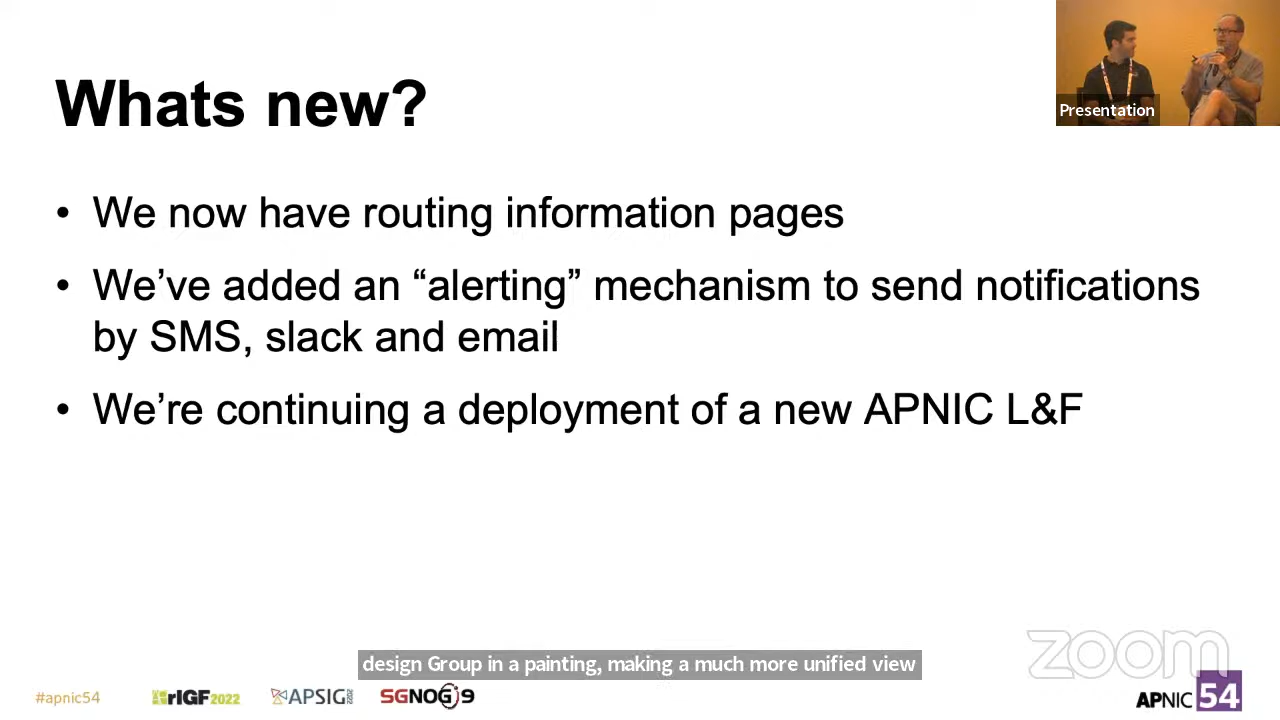 Whats new?
Presentation
• We now have routing information pages
• We’ve added an “alerting” mechanism to send notifications
by SMS, slack and email
• We’re continuing a deployment of a new APNIC L&F
design Group in a painting, making a much more unified view
zoom
#apnic54
rIGF 2022
APSIG
SGNOG 9
APNIC 54